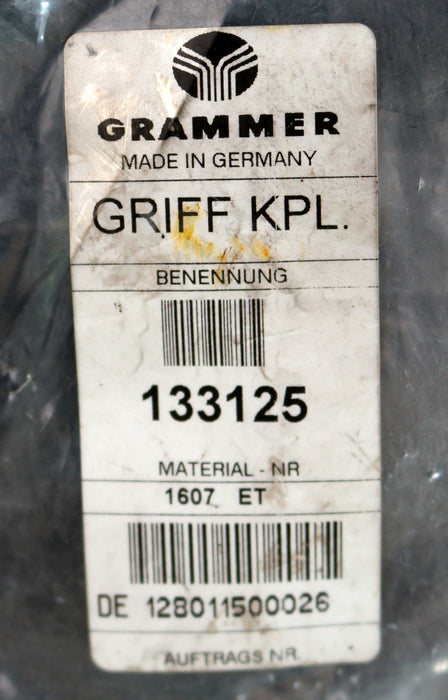 GRAMMER
MADE IN GERMANY
GRIFF KPL.
BENENNUNG
133125
MATERIAL - NR
1607 ET
DE 128011500026
AUFTRAGS NR.